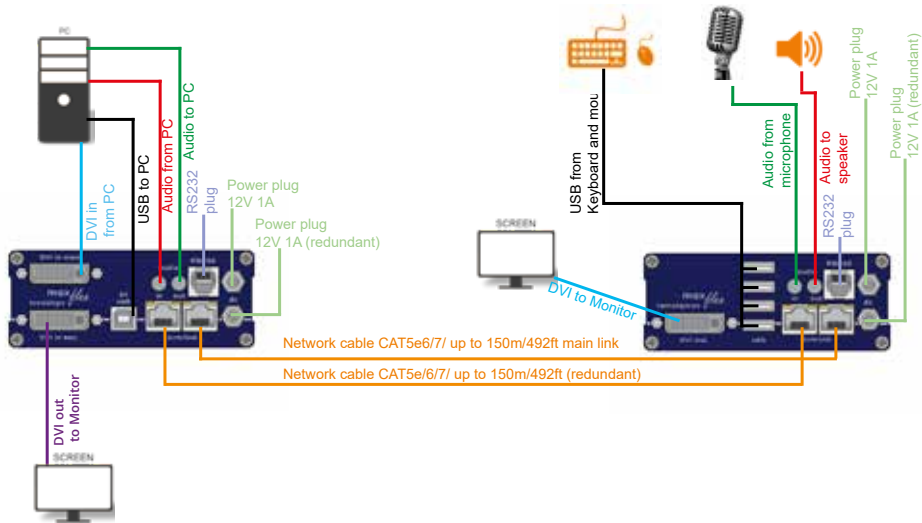 PC
Audio to PC
Audio from PC
USB to PC
DVI in
from PC
RS232
plug
Power plug
12V 1A
Power plug
12V 1A (redundant)
DVI out
to Monitor
SCREEN
Network cable CAT5e6/7/ up to 150m/492ft main link
Network cable CAT5e/6/7/ up to 150m/492ft (redundant)
SCREEN
DVI to Monitor
USB from
Keyboard and mou
Audio from
microphone
Audio to
speaker
RS232
plug
Power plug
12V 1A
Power plug
12V 1A (redundant)
flex
flex